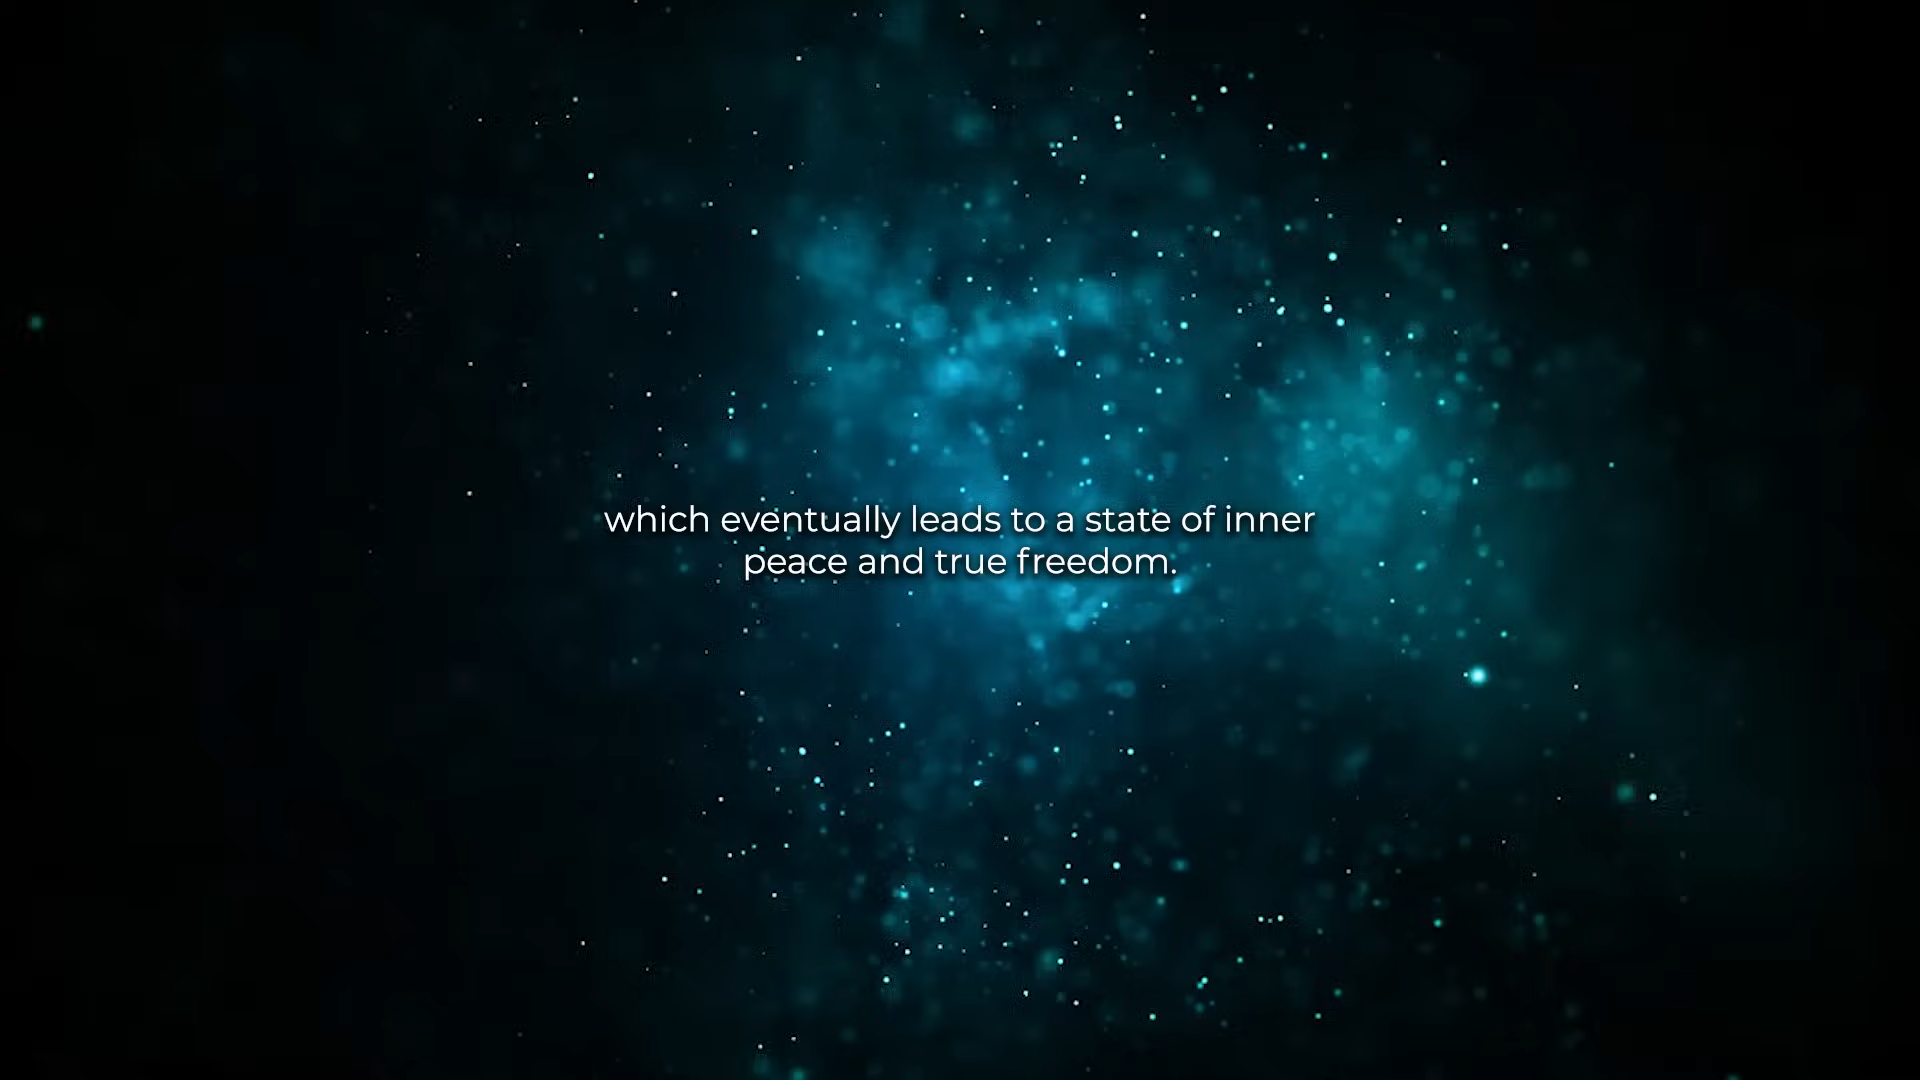 which eventually leads to a state of inner
peace and true freedom.